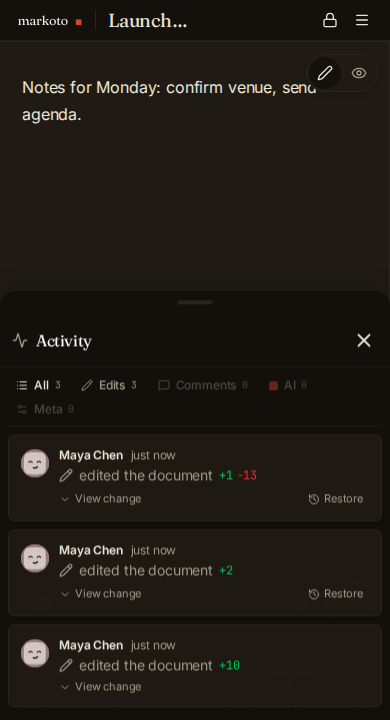 markoto
Launch...
Notes for Monday: confirm venue, send
agenda.
Activity
All 3 Edits 3 Comments 0 AI 0
Meta 0
Maya Chen just now
edited the document +1 -13
View change Restore
Maya Chen just now
edited the document +2
View change Restore
Maya Chen just now
edited the document +10
View change